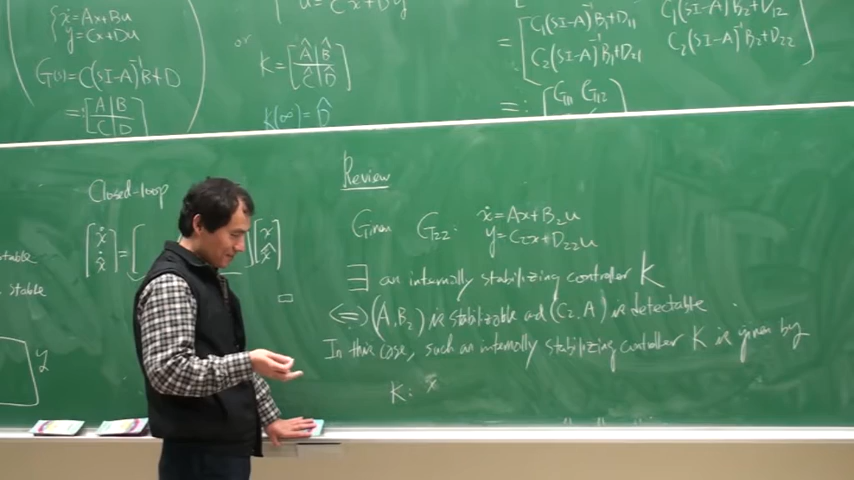 ẋ=Ax+Bu
y=Cx+Du
G(s)=C(sI-A)⁻¹B+D
=:[A|B
C|D]
u=Ĉx̂+D̂y
or
K=[Â|B̂
Ĉ|D̂]
K(∞)=D̂
=[C₁(sI-A)⁻¹B₁+D₁₁ C₁(sI-A)⁻¹B₂+D₁₂
C₂(sI-A)⁻¹B₁+D₂₁ C₂(sI-A)⁻¹B₂+D₂₂]
=:[G₁₁ G₁₂
Closed-loop
[ẋ
]=[ ][x
x̂]
y
Review
Given G₂₂: ẋ=Ax+B₂u
y=C₂x+D₂₂u
∃ an internally stabilizing controller K
⇔ (A,B₂) is stabilizable and (C₂,A) is detectable.
In this case, such an internally stabilizing controller K is given by
K: